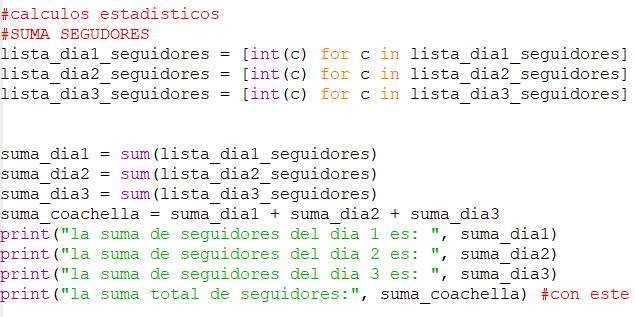 #calculos estadisticos
#SUMA SEGUDORES
lista_dia1_seguidores = [int(c) for c in lista_dia1_seguidores]
lista_dia2_seguidores = [int(c) for c in lista_dia2_seguidores]
lista_dia3_seguidores = [int(c) for c in lista_dia3_seguidores]
suma_dia1 = sum(lista_dia1_seguidores)
suma_dia2 = sum(lista_dia2_seguidores)
suma_dia3 = sum(lista_dia3_seguidores)
suma_coachella = suma_dia1 + suma_dia2 + suma_dia3
print("la suma de seguidores del dia 1 es: ", suma_dia1)
print("la suma de seguidores del dia 2 es: ", suma_dia2)
print("la suma de seguidores del dia 3 es: ", suma_dia3)
print("la suma total de seguidores:", suma_coachella) #con este